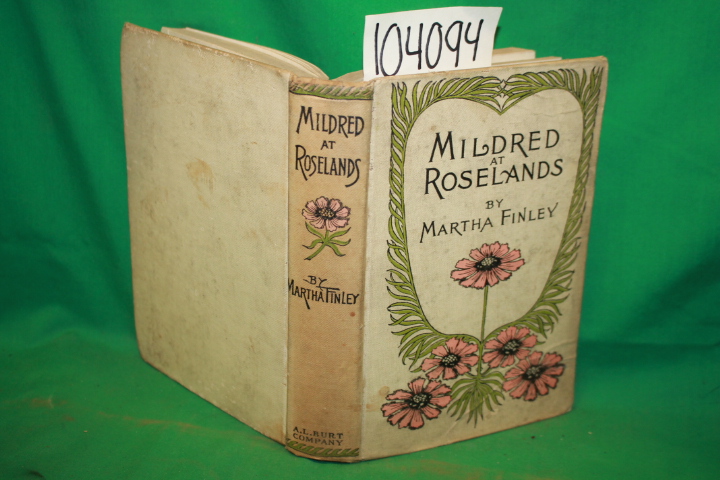 104094
MILDRED
AT
ROSELANDS
BY
MARTHA FINLEY
A.L. BURT
COMPANY
MILDRED
AT
ROSELANDS
BY
MARTHA FINLEY